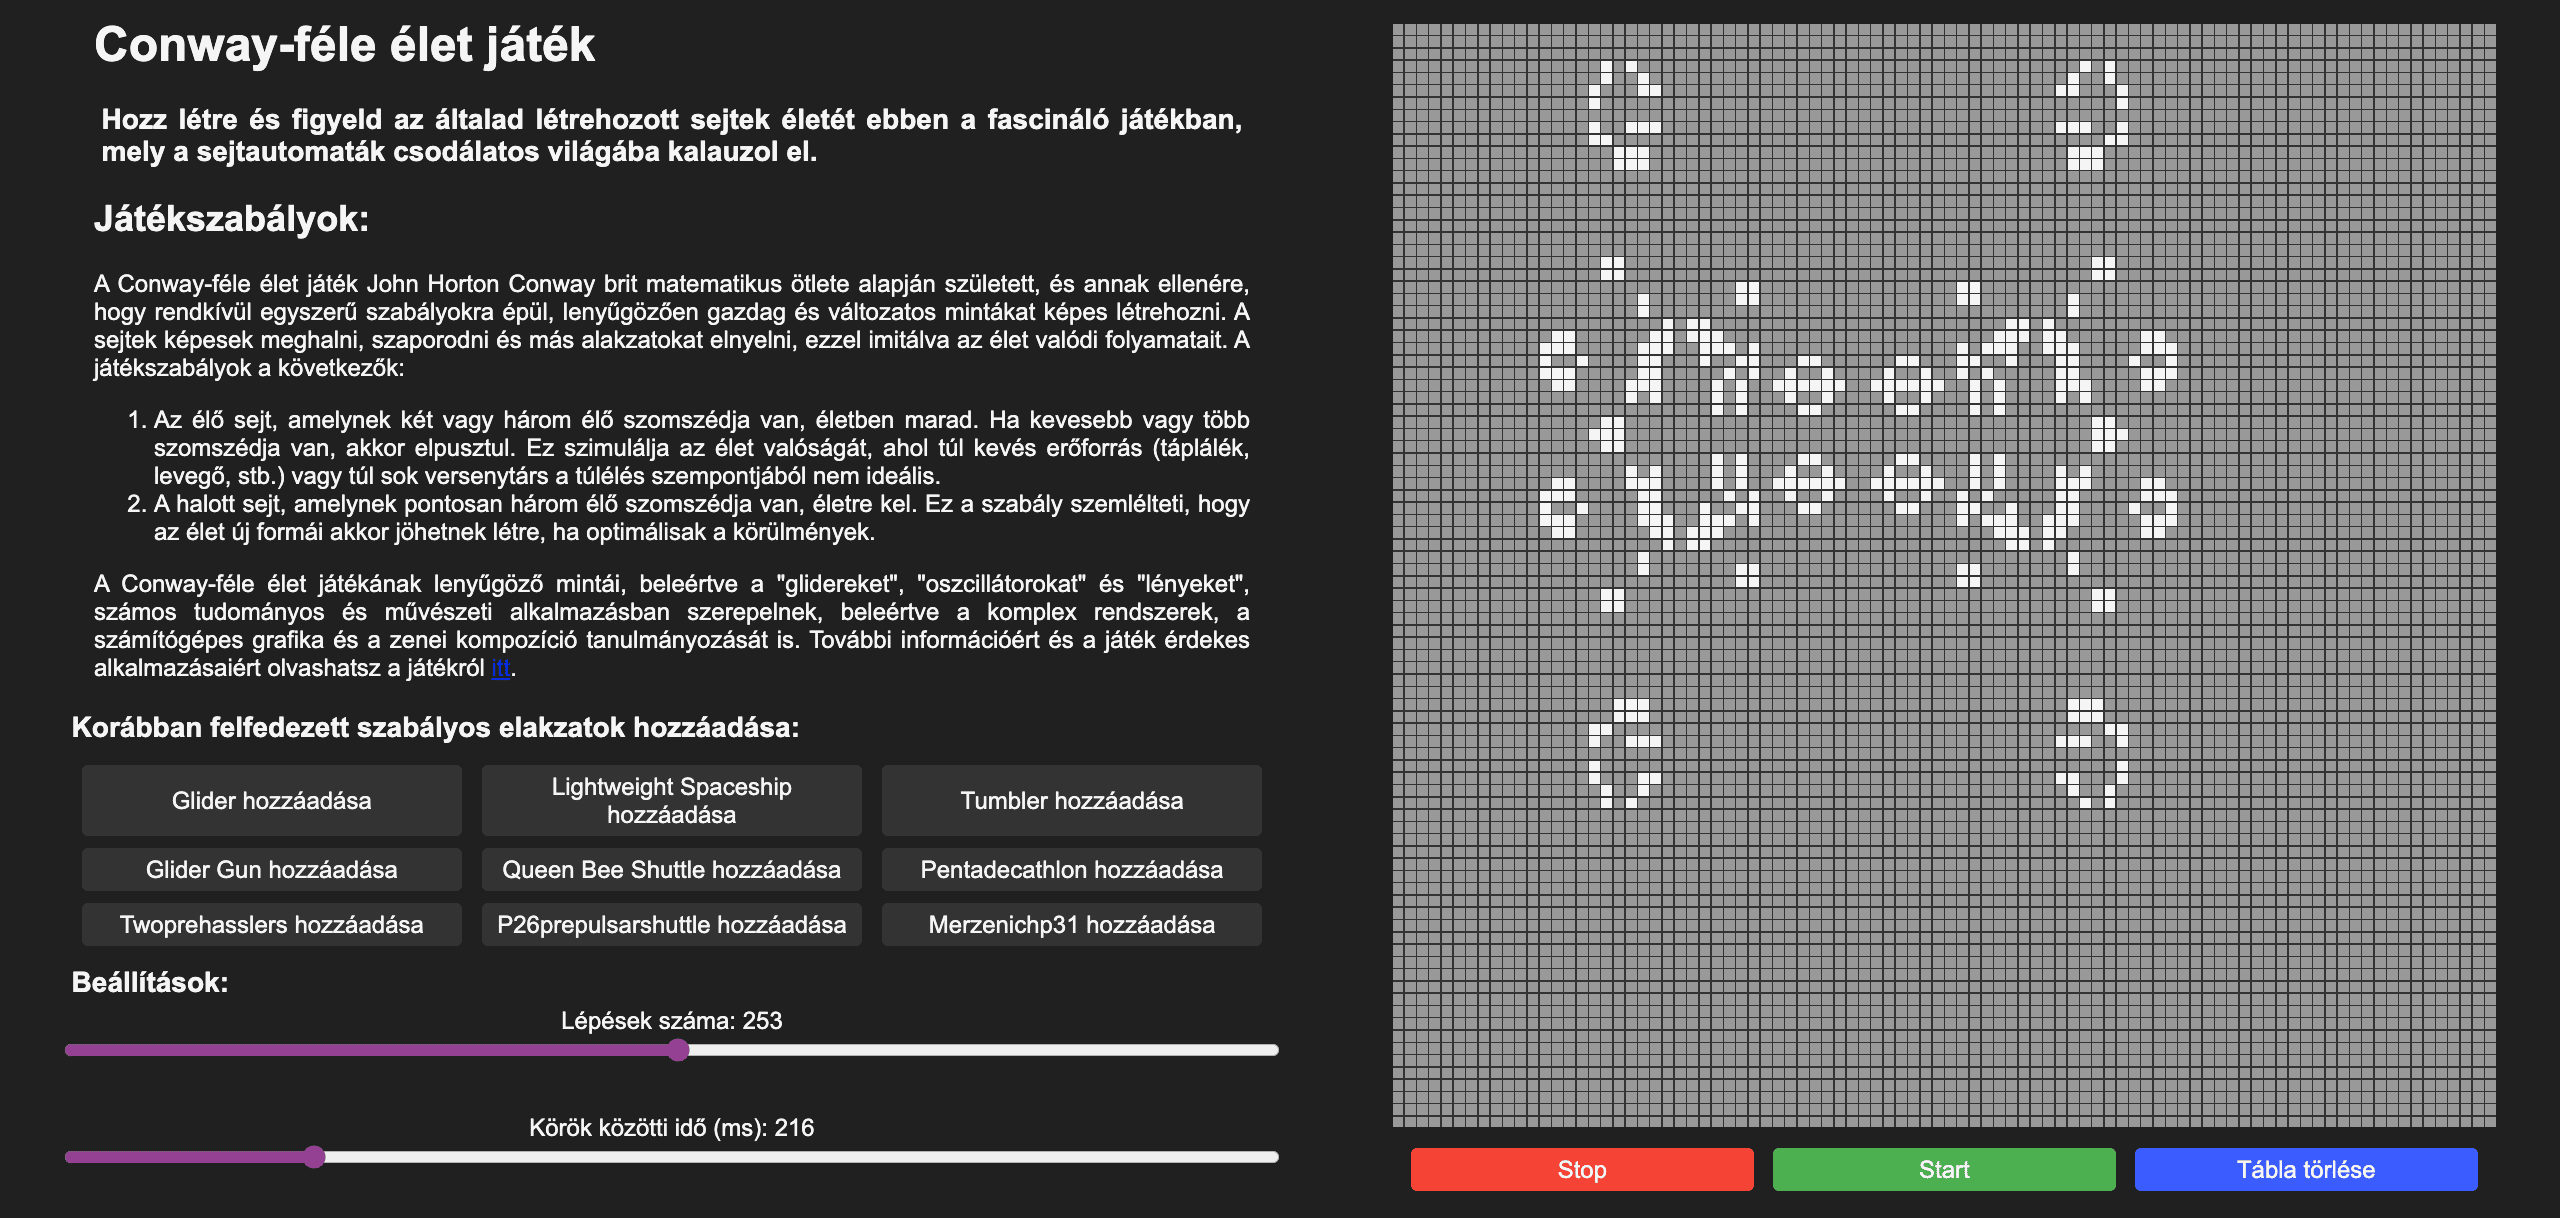 Conway-féle élet játék
Hozz létre és figyeld az általad létrehozott sejtek életét ebben a fascináló játékban,
mely a sejtautomaták csodálatos világába kalauzol el.
Játékszabályok:
A Conway-féle élet játék John Horton Conway brit matematikus ötlete alapján született, és annak ellenére,
hogy rendkívül egyszerű szabályokra épül, lenyűgözően gazdag és változatos mintákat képes létrehozni. A
sejtek képesek meghalni, szaporodni és más alakzatokat elnyelni, ezzel imitálva az élet valódi folyamatait. A
játékszabályok a következők:
1. Az élő sejt, amelynek két vagy három élő szomszédja van, életben marad. Ha kevesebb vagy több
szomszédja van, akkor elpusztul. Ez szimulálja az élet valóságát, ahol túl kevés erőforrás (táplálék,
levegő, stb.) vagy túl sok versenytárs a túlélés szempontjából nem ideális.
2. A halott sejt, amelynek pontosan három élő szomszédja van, életre kel. Ez a szabály szemlélteti, hogy
az élet új formái akkor jöhetnek létre, ha optimálisak a körülmények.
A Conway-féle élet játékának lenyűgöző mintái, beleértve a "glidereket", "oszcillátorokat" és "lényeket",
számos tudományos és művészeti alkalmazásban szerepelnek, beleértve a komplex rendszerek, a
számítógépes grafika és a zenei kompozíció tanulmányozását is. További információért és a játék érdekes
alkalmazásaiért olvashatsz a játékról itt.
Korábban felfedezett szabályos elakzatok hozzáadása:
Glider hozzáadása
Lightweight Spaceship
hozzáadása
Tumbler hozzáadása
Glider Gun hozzáadása
Queen Bee Shuttle hozzáadása
Pentadecathlon hozzáadása
Twoprehasslers hozzáadása
P26prepulsarshuttle hozzáadása
Merzenichp31 hozzáadása
Beállítások:
Lépések száma: 253
Körök közötti idő (ms): 216
Stop
Start
Tábla törlése